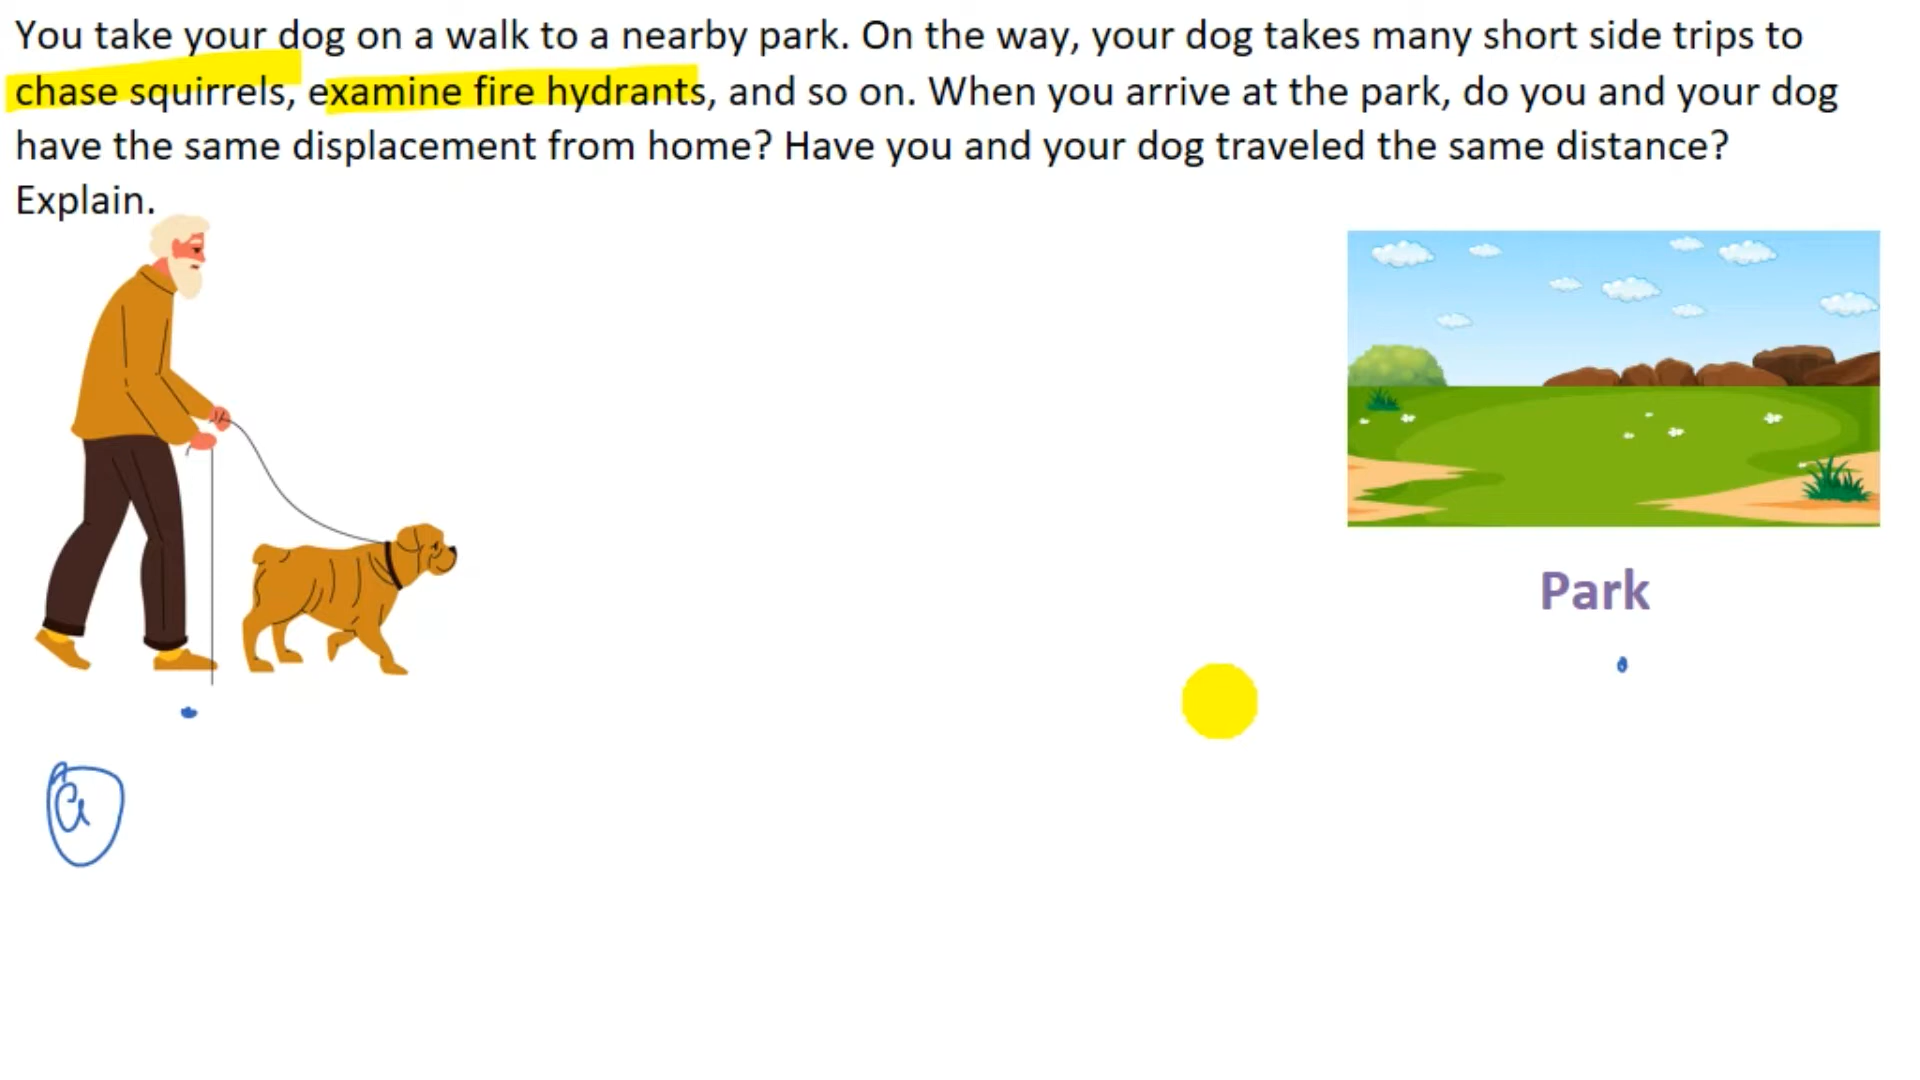 You take your dog on a walk to a nearby park. On the way, your dog takes many short side trips to
chase squirrels, examine fire hydrants, and so on. When you arrive at the park, do you and your dog
have the same displacement from home? Have you and your dog traveled the same distance?
Explain.
Park
a